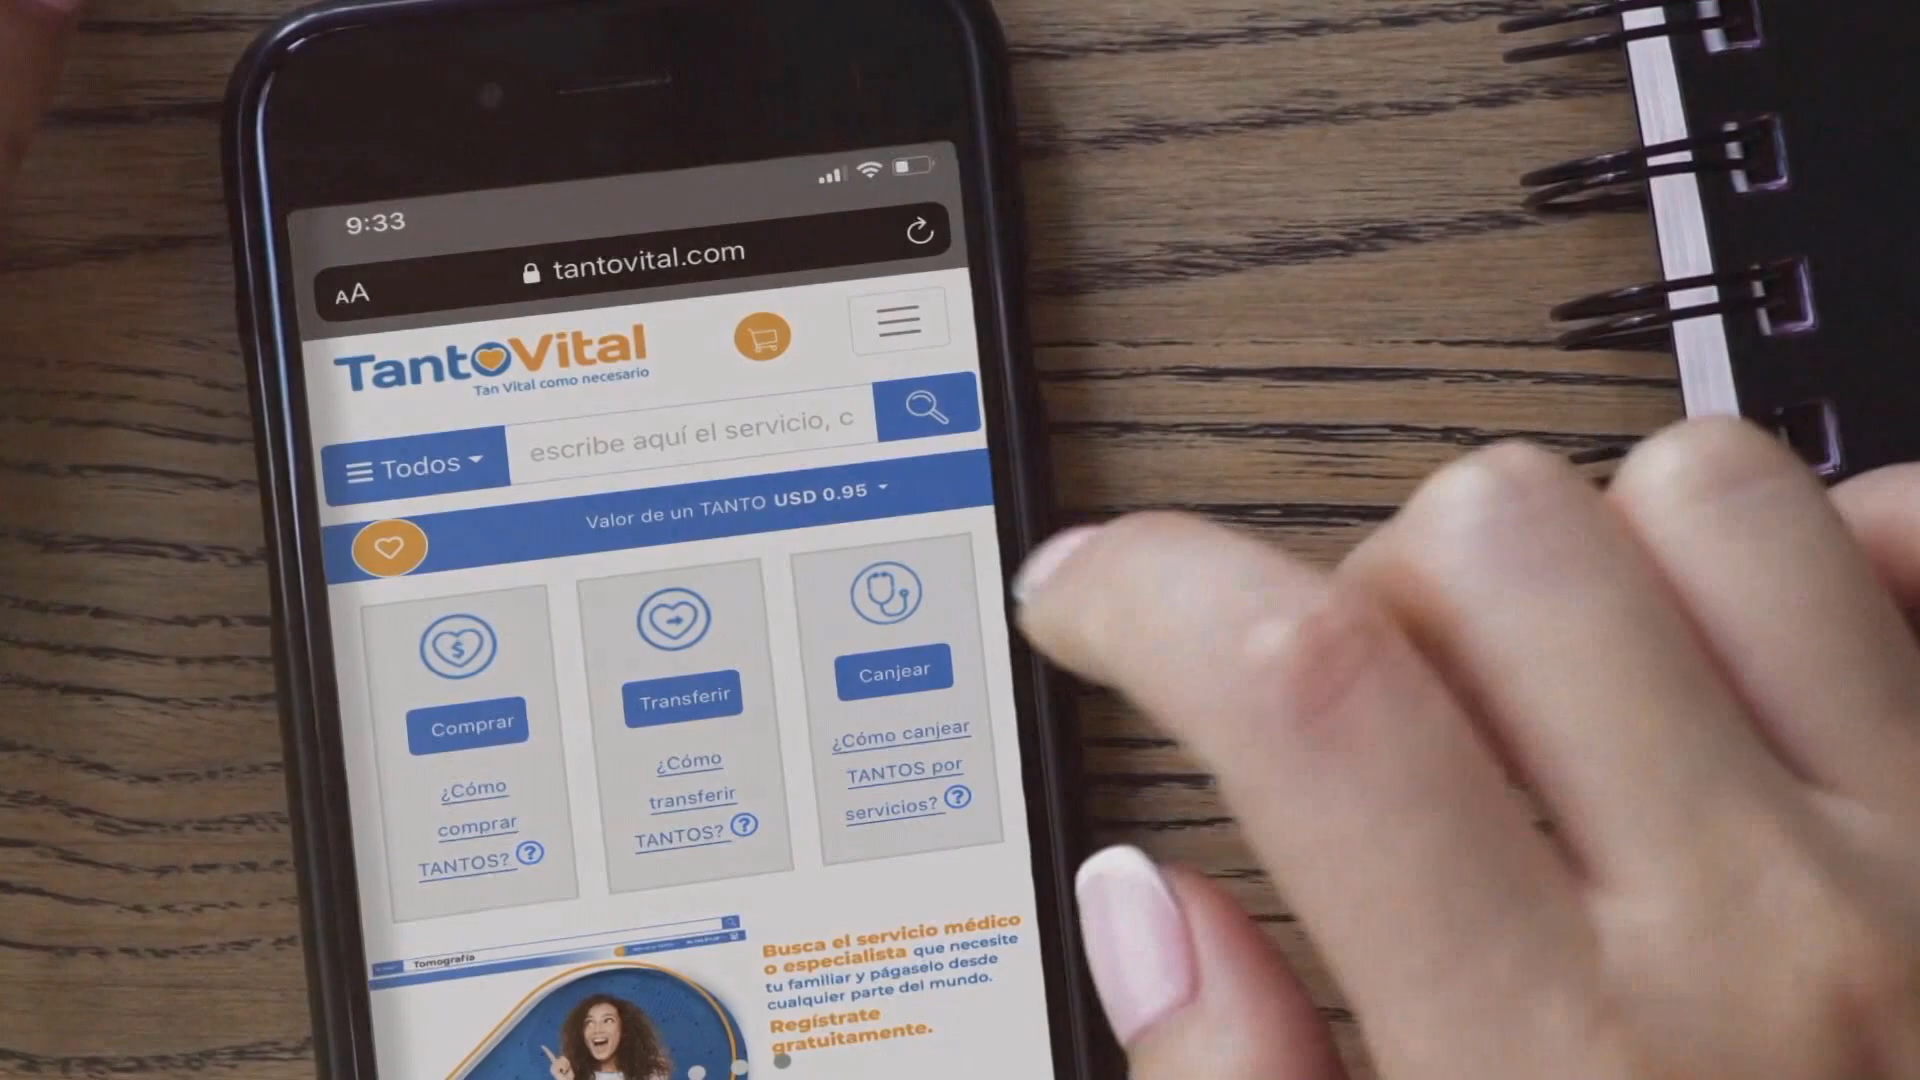 9:33
AA tantovital.com
TantoVital
Tan Vital como necesario
Todos escribe aquí el servicio, c
Valor de un TANTO USD 0.95
Comprar
¿Cómo
comprar
TANTOS? ?
Transferir
¿Cómo
transferir
TANTOS? ?
Canjear
¿Cómo canjear
TANTOS por
servicios? ?
Tomografía
Busca el servicio médico
o especialista que necesite
tu familiar y págaselo desde
cualquier parte del mundo.
Regístrate
gratuitamente.